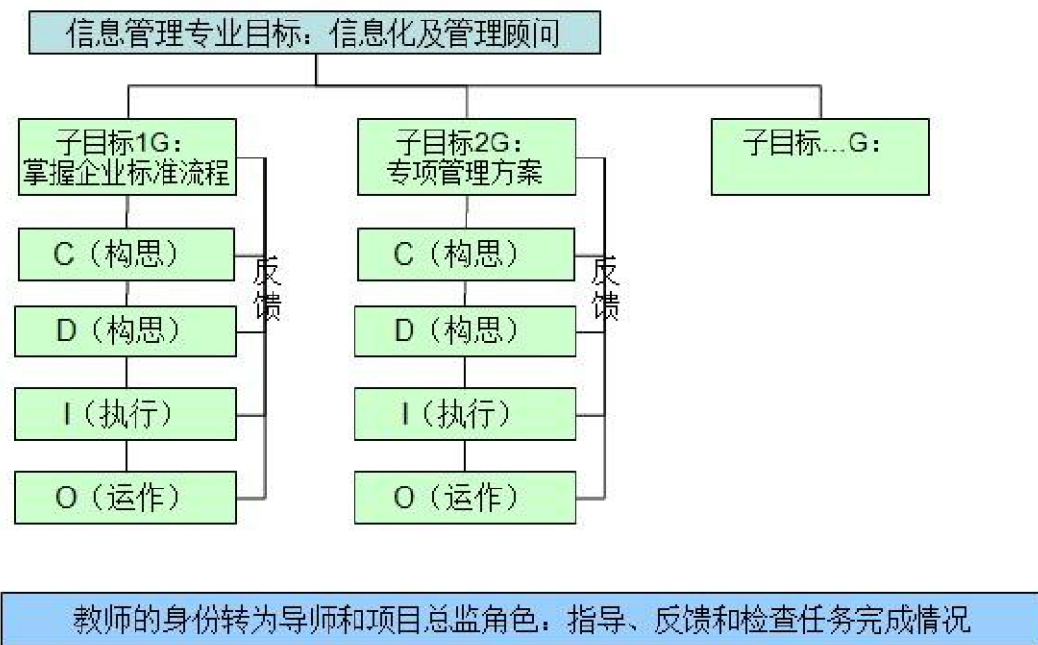 信息管理专业目标：信息化及管理顾问
子目标1G：
掌握企业标准流程
子目标2G：
专项管理方案
子目标...G：
C（构思）
D（构思）
I（执行）
O（运作）
反
馈
C（构思）
D（构思）
I（执行）
O（运作）
反
馈
教师的身份转为导师和项目总监角色：指导、反馈和检查任务完成情况